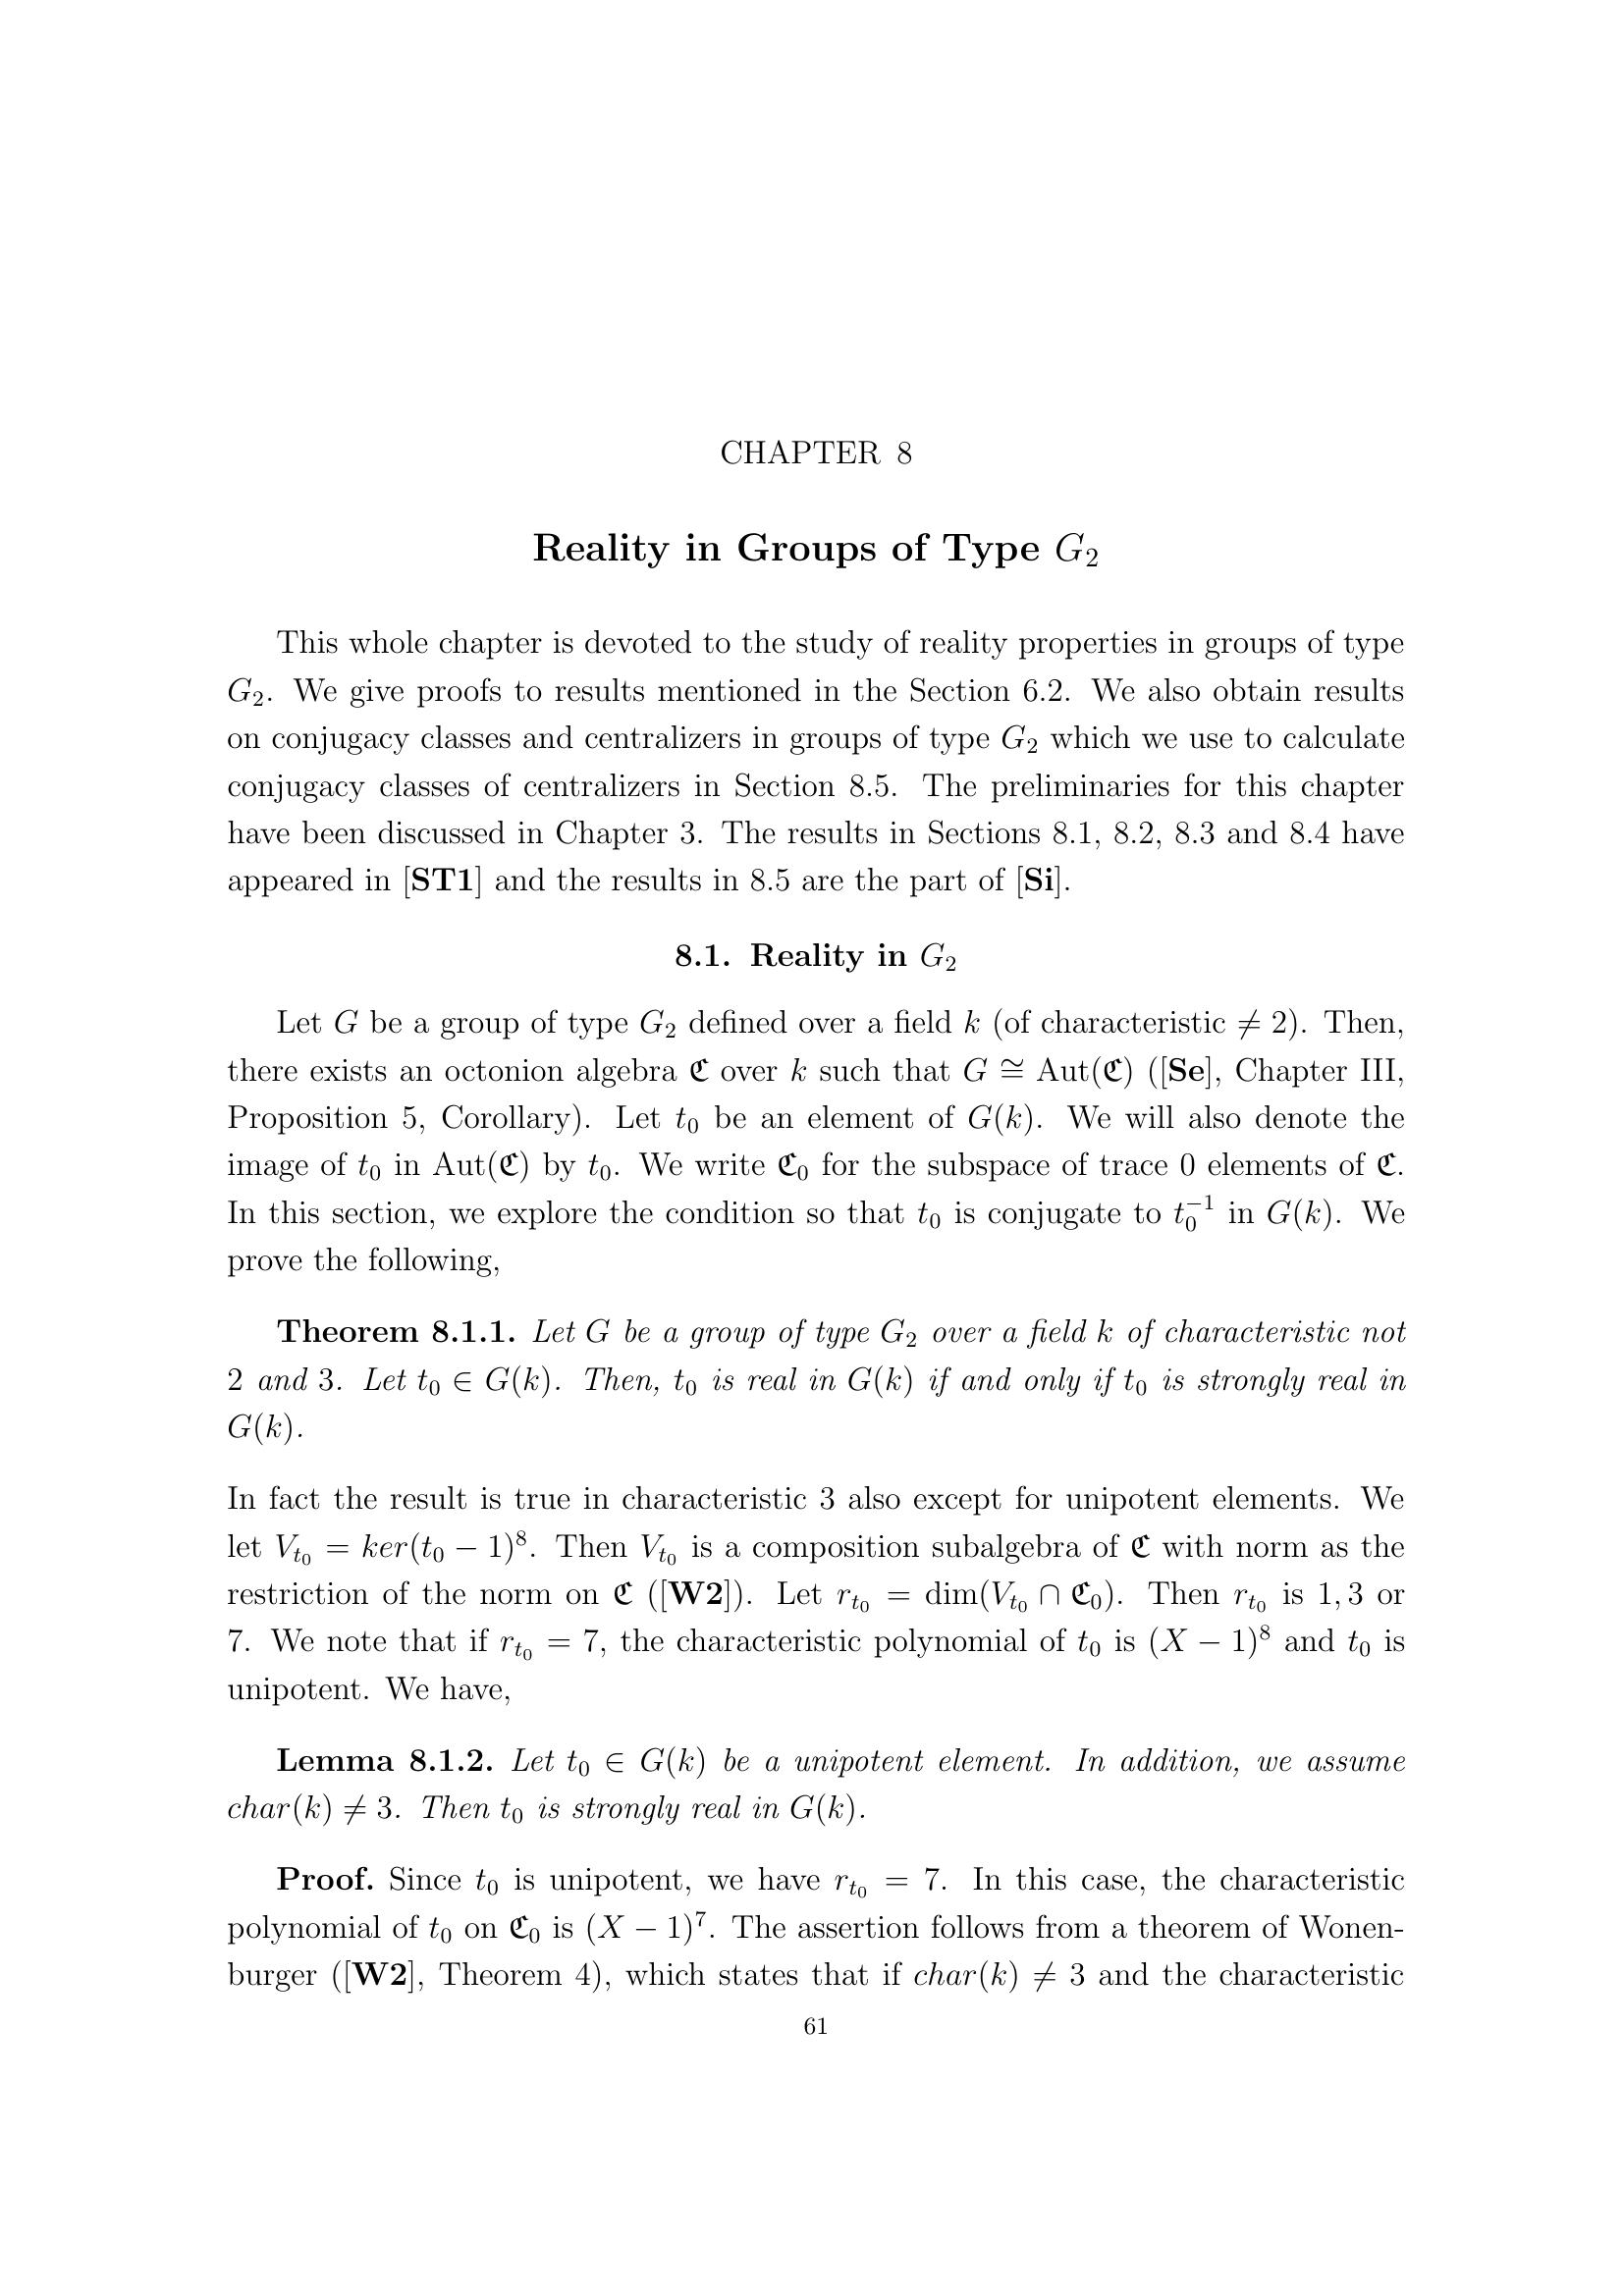 CHAPTER 8
Reality in Groups of Type $G_2$
This whole chapter is devoted to the study of reality properties in groups of type
$G_2$. We give proofs to results mentioned in the Section 6.2. We also obtain results
on conjugacy classes and centralizers in groups of type $G_2$ which we use to calculate
conjugacy classes of centralizers in Section 8.5. The preliminaries for this chapter
have been discussed in Chapter 3. The results in Sections 8.1, 8.2, 8.3 and 8.4 have
appeared in [ST1] and the results in 8.5 are the part of [Si].
8.1. Reality in $G_2$
Let $G$ be a group of type $G_2$ defined over a field $k$ (of characteristic $\neq 2$). Then,
there exists an octonion algebra $\mathfrak{C}$ over $k$ such that $G \cong \text{Aut}(\mathfrak{C})$ ([Se], Chapter III,
Proposition 5, Corollary). Let $t_0$ be an element of $G(k)$. We will also denote the
image of $t_0$ in $\text{Aut}(\mathfrak{C})$ by $t_0$. We write $\mathfrak{C}_0$ for the subspace of trace 0 elements of $\mathfrak{C}$.
In this section, we explore the condition so that $t_0$ is conjugate to $t_0^{-1}$ in $G(k)$. We
prove the following,
Theorem 8.1.1. Let $G$ be a group of type $G_2$ over a field $k$ of characteristic not
2 and 3. Let $t_0 \in G(k)$. Then, $t_0$ is real in $G(k)$ if and only if $t_0$ is strongly real in
$G(k)$.
In fact the result is true in characteristic 3 also except for unipotent elements. We
let $V_{t_0} = ker(t_0 - 1)^8$. Then $V_{t_0}$ is a composition subalgebra of $\mathfrak{C}$ with norm as the
restriction of the norm on $\mathfrak{C}$ ([W2]). Let $r_{t_0} = \dim(V_{t_0} \cap \mathfrak{C}_0)$. Then $r_{t_0}$ is 1, 3 or
7. We note that if $r_{t_0} = 7$, the characteristic polynomial of $t_0$ is $(X - 1)^8$ and $t_0$ is
unipotent. We have,
Lemma 8.1.2. Let $t_0 \in G(k)$ be a unipotent element. In addition, we assume
$char(k) \neq 3$. Then $t_0$ is strongly real in $G(k)$.
Proof. Since $t_0$ is unipotent, we have $r_{t_0} = 7$. In this case, the characteristic
polynomial of $t_0$ on $\mathfrak{C}_0$ is $(X - 1)^7$. The assertion follows from a theorem of Wonen-
burger ([W2], Theorem 4), which states that if $char(k) \neq 3$ and the characteristic
61